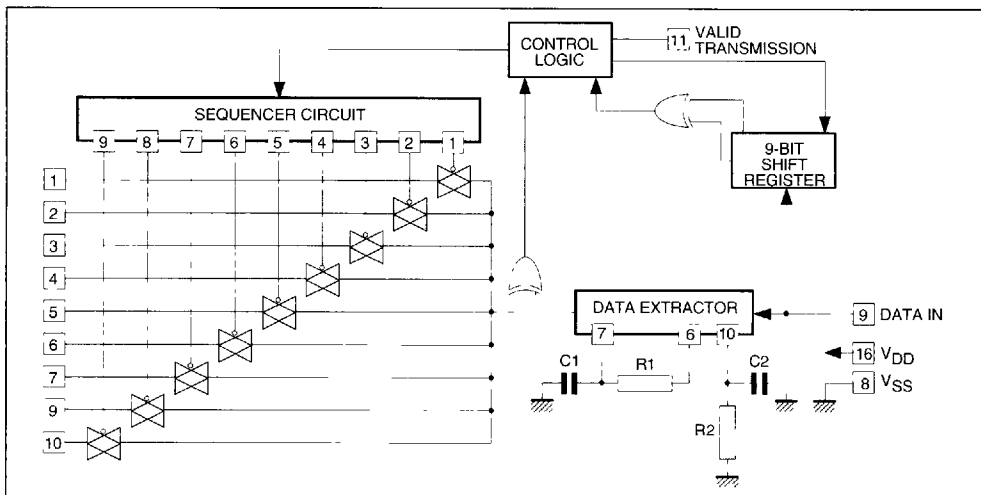 CONTROL LOGIC
11 VALID TRANSMISSION
SEQUENCER CIRCUIT
9 8 7 6 5 4 3 2 1
9-BIT SHIFT REGISTER
1
2
3
4
5
6
7
9
10
DATA EXTRACTOR
7 6 10
9 DATA IN
16 VDD
8 VSS
C1
R1
C2
R2